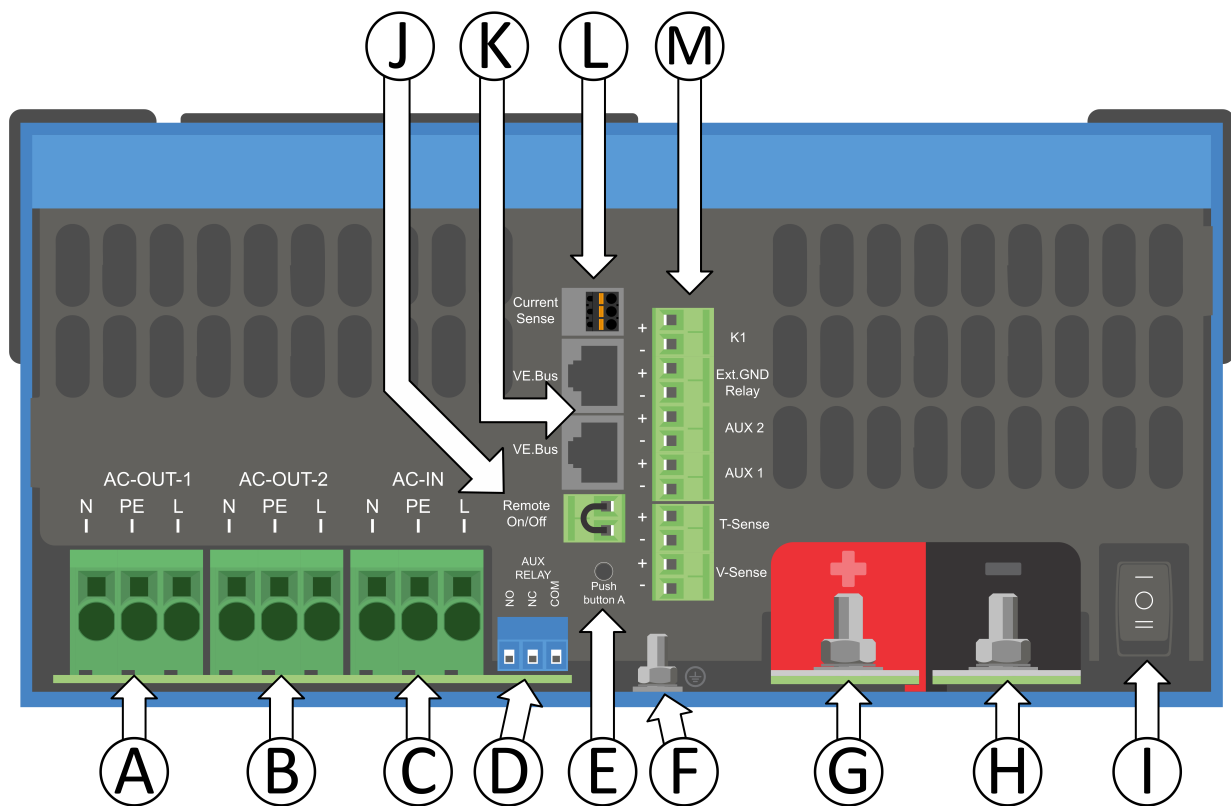 J K L M
Current
Sense
+ K1
-
VE.Bus
+ Ext.GND
- Relay
+ AUX 2
-
VE.Bus
+ AUX 1
-
AC-OUT-1 AC-OUT-2 AC-IN
N PE L N PE L N PE L
Remote
On/Off
+ T-Sense
-
+ V-Sense
-
AUX
RELAY
NO NC COM
Push
button A
+ -
I
O
II
A B C D E F G H I